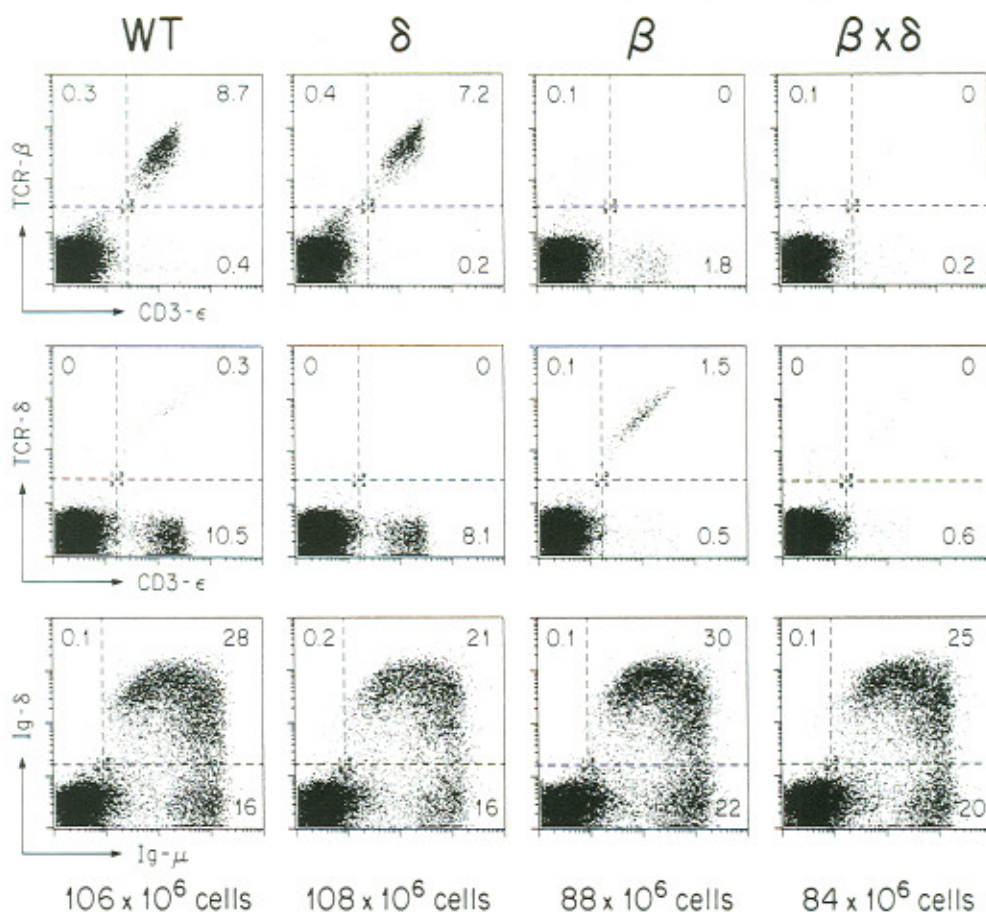 WT δ β β x δ
0.3 8.7 0.4 7.2 0.1 0 0.1 0
TCR-β
0.4 0.2 1.8 0.2
CD3-ε
0 0.3 0 0 0.1 1.5 0 0
TCR-δ
10.5 8.1 0.5 0.6
CD3-ε
0.1 28 0.2 21 0.1 30 0.1 25
Ig-δ
16 16 22 20
Ig-μ
106 x 10⁶ cells 108 x 10⁶ cells 88 x 10⁶ cells 84 x 10⁶ cells